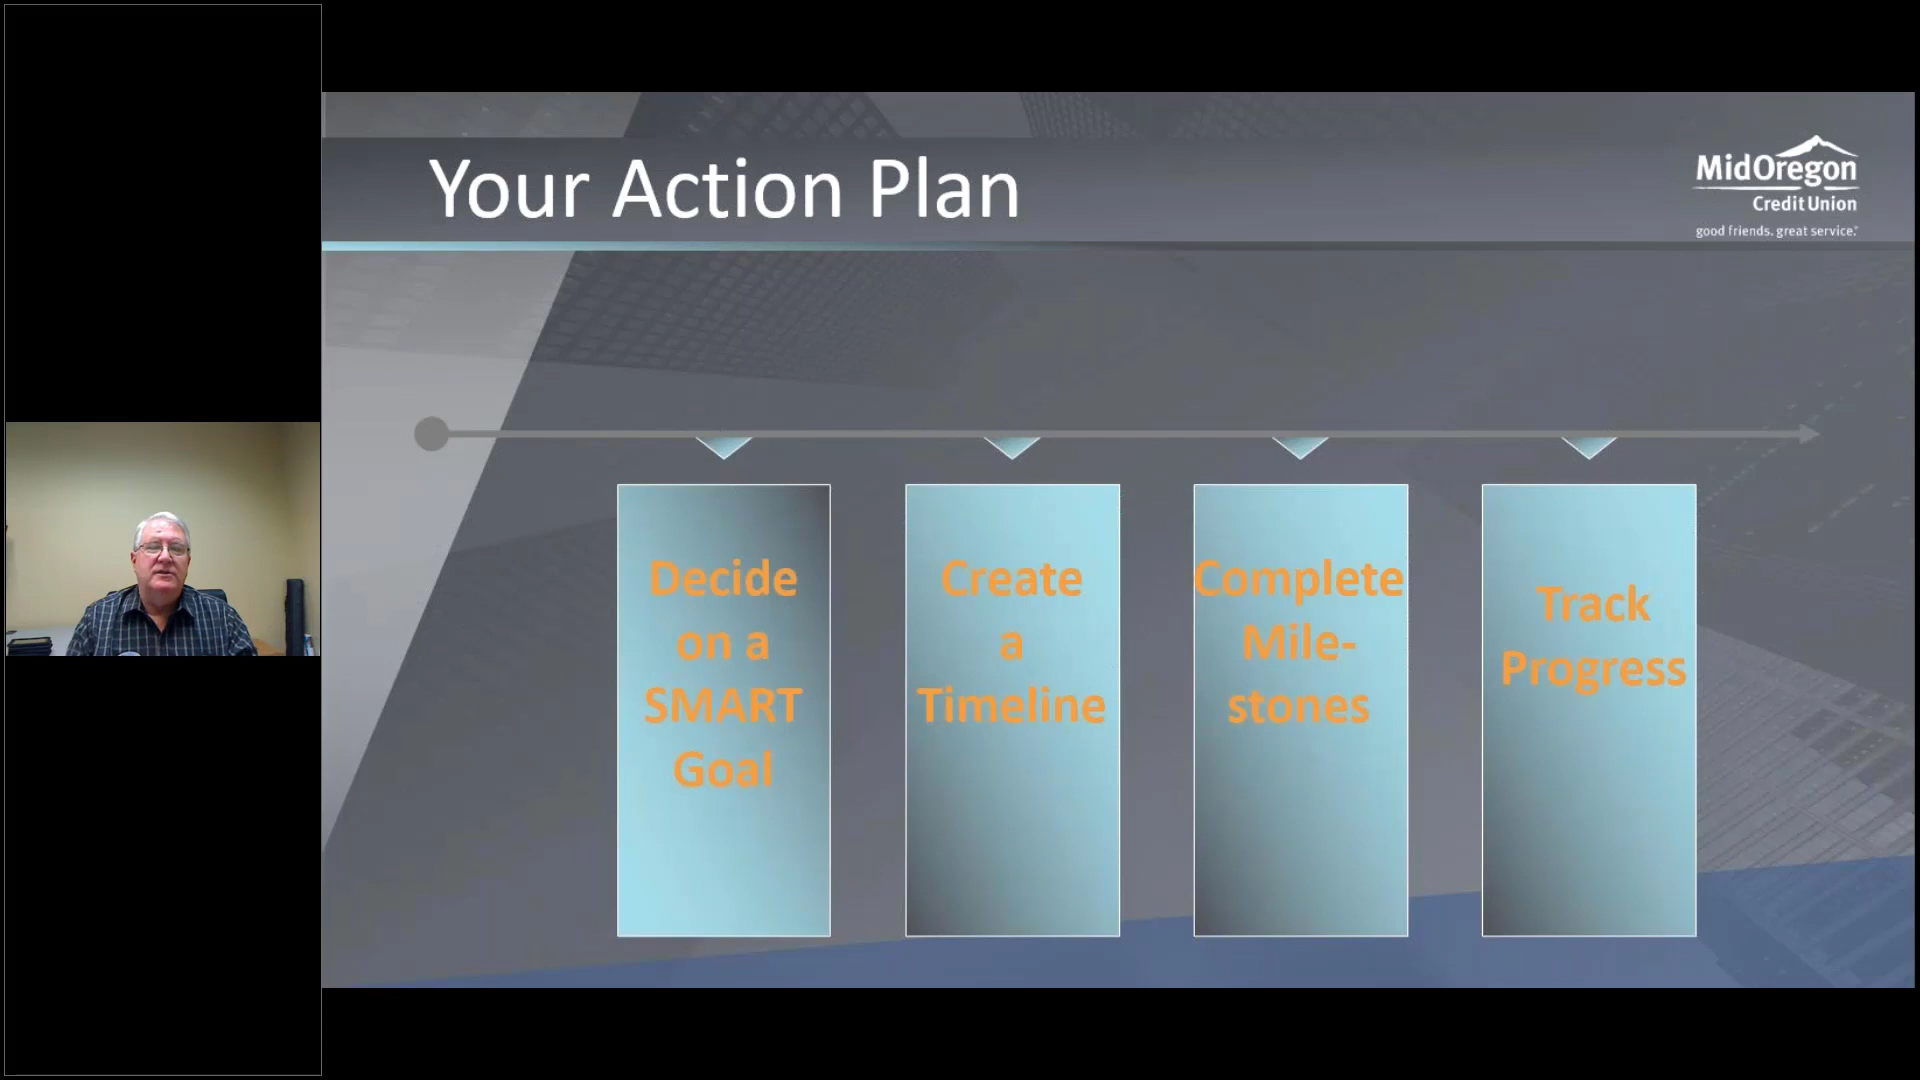 Your Action Plan
MidOregon
Credit Union
good friends. great service.
Decide
on a
SMART
Goal
Create
a
Timeline
Complete
Mile-
stones
Track
Progress